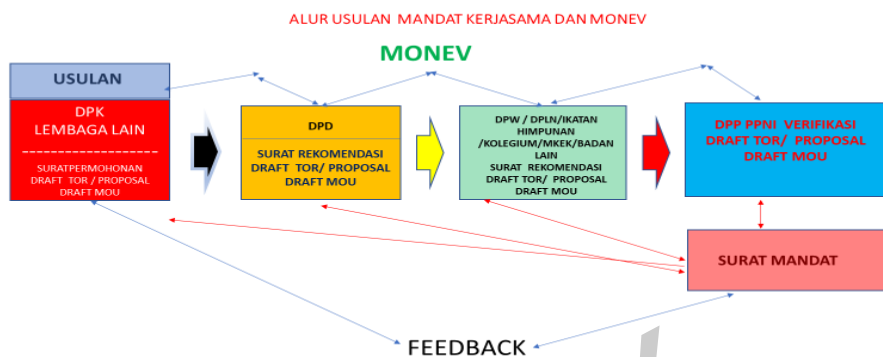 ALUR USULAN MANDAT KERJASAMA DAN MONEV
MONEV
USULAN
DPK
LEMBAGA LAIN
--------------------
SURATPERMOHONAN
DRAFT TOR / PROPOSAL
DRAFT MOU
DPD
SURAT REKOMENDASI
DRAFT TOR/ PROPOSAL
DRAFT MOU
DPW / DPLN/IKATAN
HIMPUNAN
/KOLEGIUM/MKEK/BADAN
LAIN
SURAT REKOMENDASI
DRAFT TOR/ PROPOSAL
DRAFT MOU
DPP PPNI VERIFIKASI
DRAFT TOR/ PROPOSAL
DRAFT MOU
SURAT MANDAT
FEEDBACK